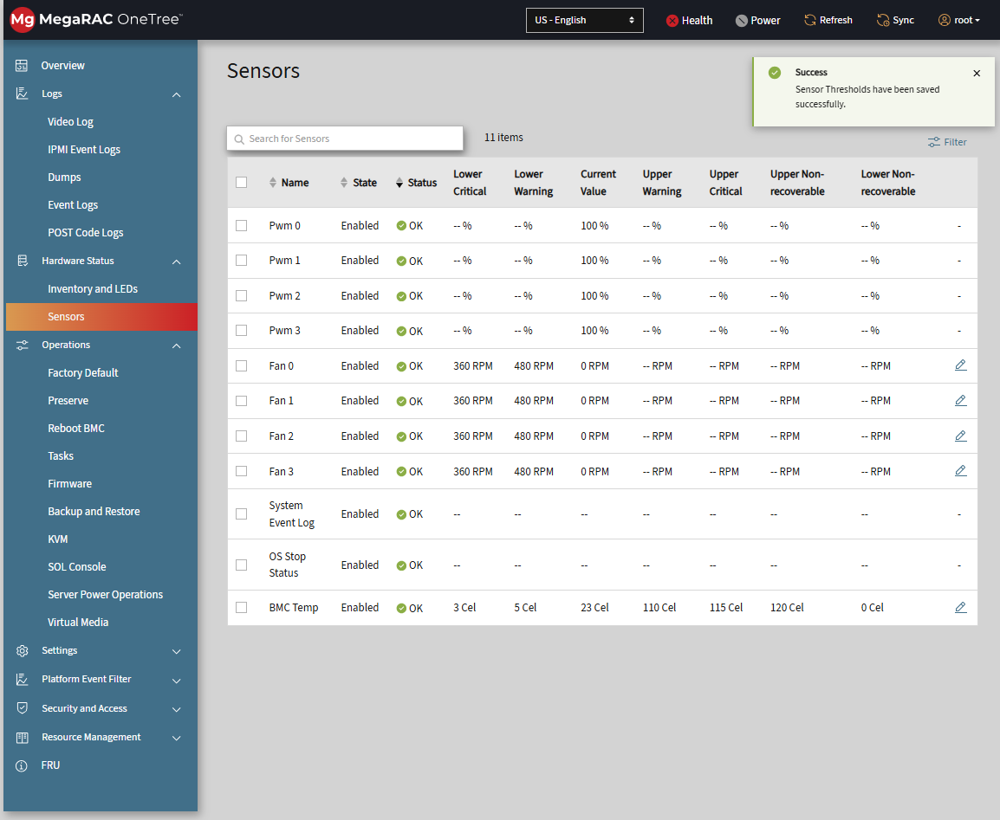 Mg MegaRAC OneTree™
US - English
Health
Power
Refresh
Sync
root
Overview
Logs
Video Log
IPMI Event Logs
Dumps
Event Logs
POST Code Logs
Hardware Status
Inventory and LEDs
Sensors
Operations
Factory Default
Preserve
Reboot BMC
Tasks
Firmware
Backup and Restore
KVM
SOL Console
Server Power Operations
Virtual Media
Settings
Platform Event Filter
Security and Access
Resource Management
FRU
Sensors
Success
Sensor Thresholds have been saved
successfully.
Search for Sensors
11 items
Filter
Name State Status Lower Critical Lower Warning Current Value Upper Warning Upper Critical Upper Non-recoverable Lower Non-recoverable
Pwm 0 Enabled OK -- % -- % 100 % -- % -- % -- % -- % -
Pwm 1 Enabled OK -- % -- % 100 % -- % -- % -- % -- % -
Pwm 2 Enabled OK -- % -- % 100 % -- % -- % -- % -- % -
Pwm 3 Enabled OK -- % -- % 100 % -- % -- % -- % -- % -
Fan 0 Enabled OK 360 RPM 480 RPM 0 RPM -- RPM -- RPM -- RPM -- RPM
Fan 1 Enabled OK 360 RPM 480 RPM 0 RPM -- RPM -- RPM -- RPM -- RPM
Fan 2 Enabled OK 360 RPM 480 RPM 0 RPM -- RPM -- RPM -- RPM -- RPM
Fan 3 Enabled OK 360 RPM 480 RPM 0 RPM -- RPM -- RPM -- RPM -- RPM
System Event Log Enabled OK -- -- -- -- -- -- -- -
OS Stop Status Enabled OK -- -- -- -- -- -- -- -
BMC Temp Enabled OK 3 Cel 5 Cel 23 Cel 110 Cel 115 Cel 120 Cel 0 Cel